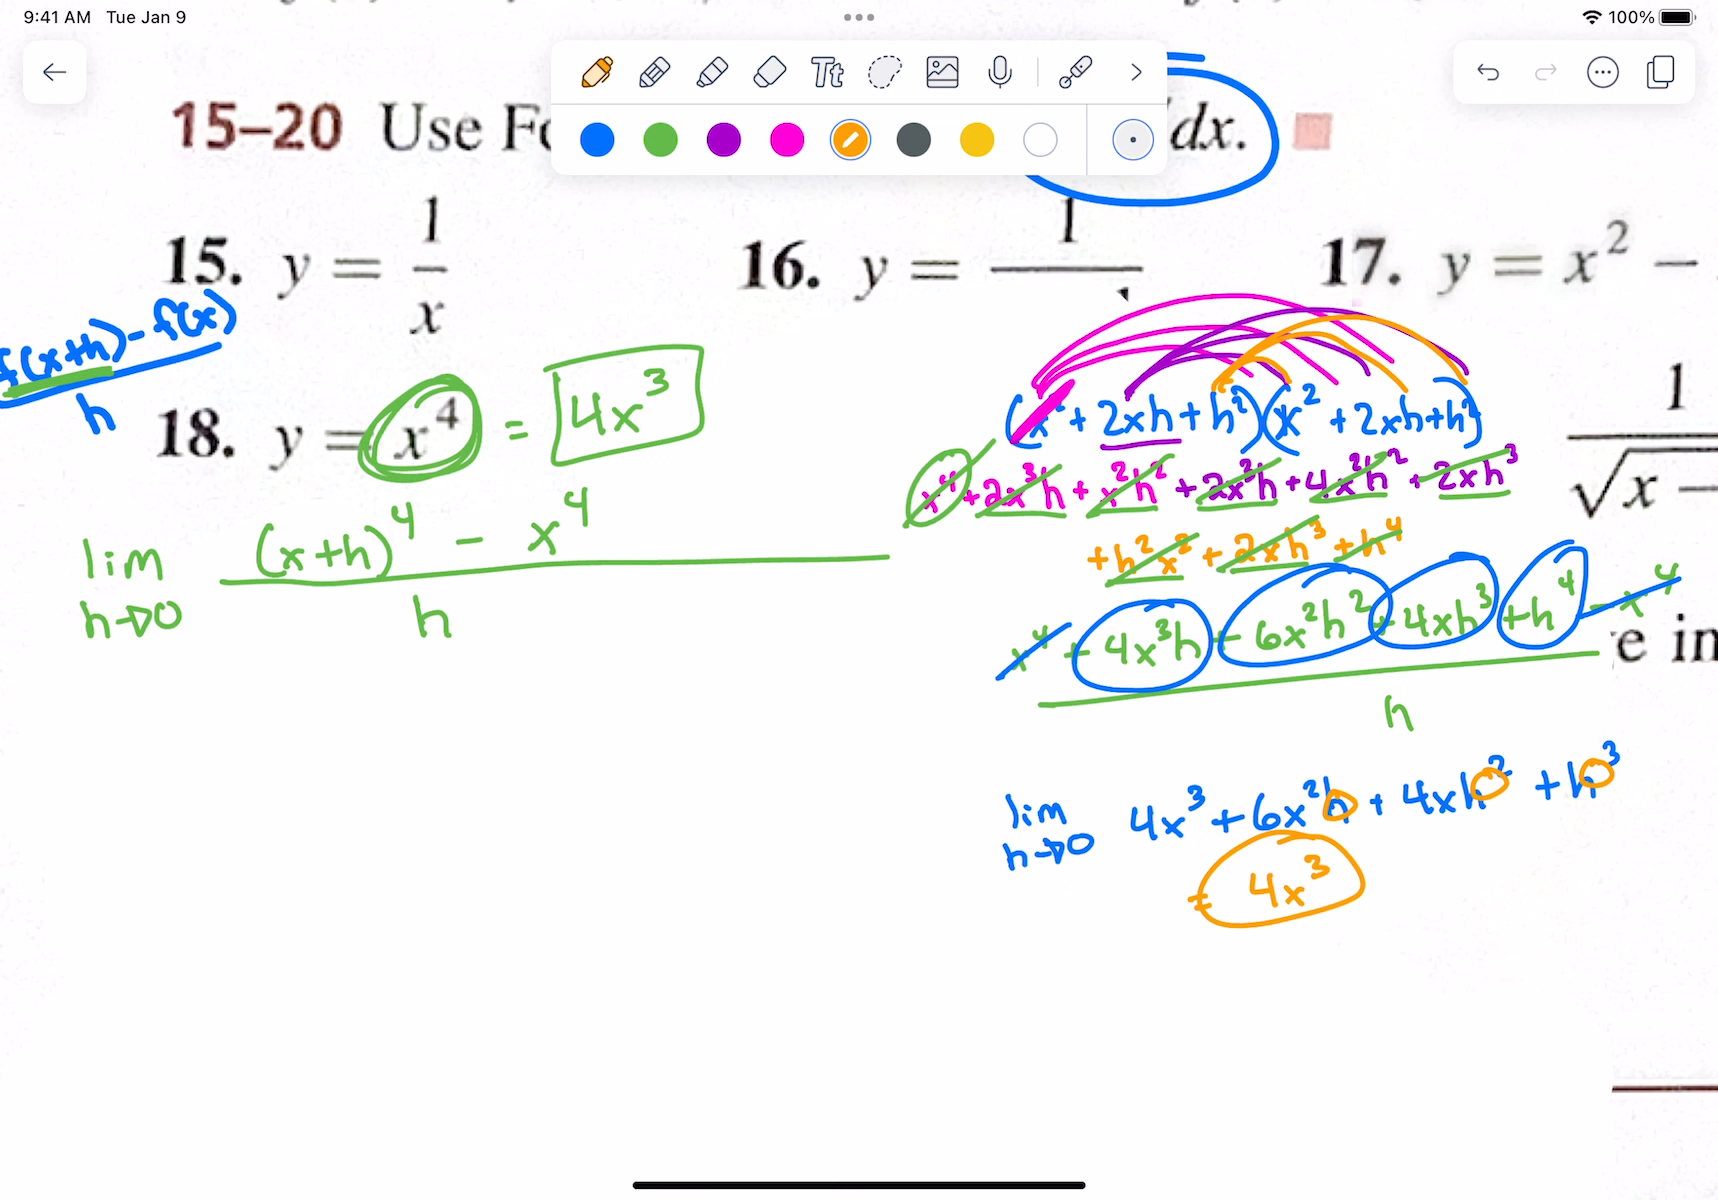 9:41 AM Tue Jan 9
100%
Tt
15–20 Use Fo
dx.
15. y = 1/x
16. y = 1
17. y = x² −
f(x+h) - f(x)
h
18. y = x⁴ = 4x³
(x² + 2xh + h²)(x² + 2xh + h²)
1
√x −
x⁴ + 2x³h + x²h² + 2x³h + 4x²h² + 2xh³
+ h²x² + 2xh³ + h⁴
lim h→0 (x+h)⁴ - x⁴
h
x⁴ + 4x³h + 6x²h² + 4xh³ + h⁴ - x⁴
h
e in
lim h→0 4x³ + 6x²h + 4xh² + h³
= 4x³